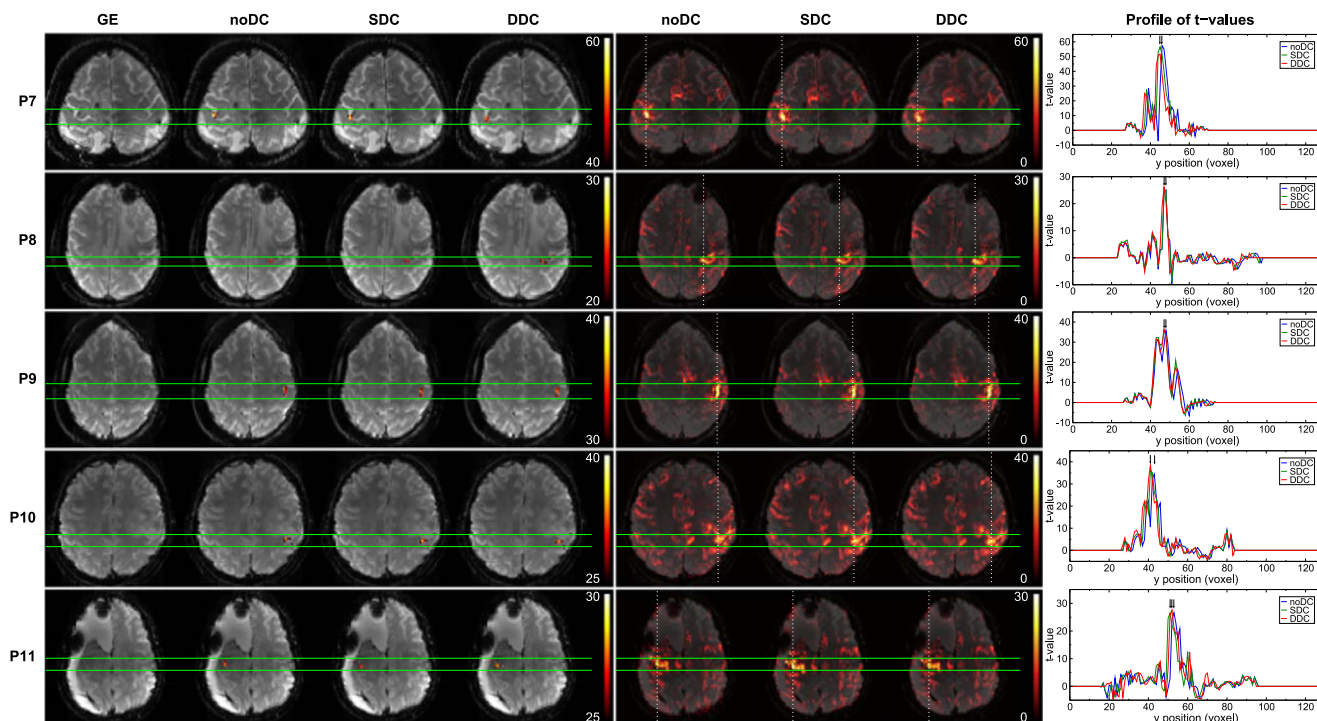 GE noDC SDC DDC noDC SDC DDC Profile of t-values
P7
60
40
60
0
t-value
60
50
40
30
20
10
0
-10
noDC
SDC
DDC
0 20 40 60 80 100 120
y position (voxel)
P8
30
20
30
0
t-value
30
20
10
0
-10
noDC
SDC
DDC
0 20 40 60 80 100 120
y position (voxel)
P9
40
30
40
0
t-value
40
30
20
10
0
-10
noDC
SDC
DDC
0 20 40 60 80 100 120
y position (voxel)
P10
40
25
40
0
t-value
40
30
20
10
0
noDC
SDC
DDC
0 20 40 60 80 100 120
y position (voxel)
P11
30
25
30
0
t-value
30
20
10
0
noDC
SDC
DDC
0 20 40 60 80 100 120
y position (voxel)